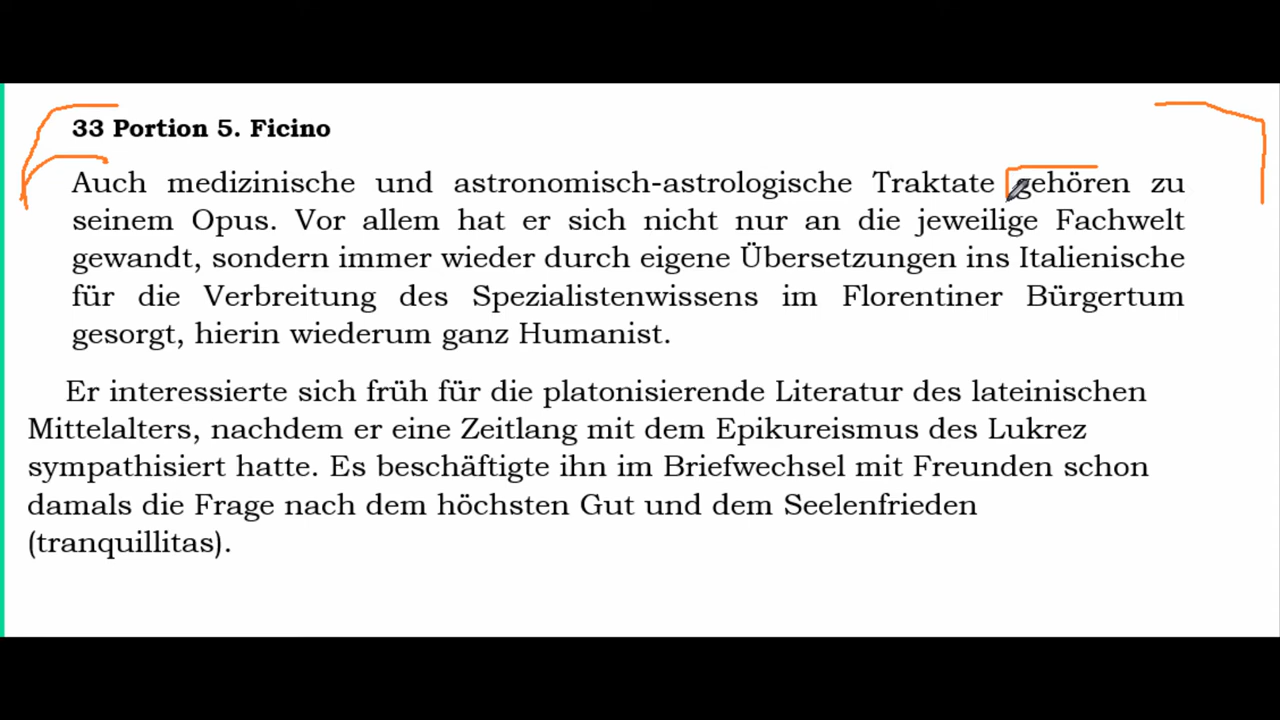 33 Portion 5. Ficino
Auch medizinische und astronomisch-astrologische Traktate gehören zu
seinem Opus. Vor allem hat er sich nicht nur an die jeweilige Fachwelt
gewandt, sondern immer wieder durch eigene Übersetzungen ins Italienische
für die Verbreitung des Spezialistenwissens im Florentiner Bürgertum
gesorgt, hierin wiederum ganz Humanist.
Er interessierte sich früh für die platonisierende Literatur des lateinischen
Mittelalters, nachdem er eine Zeitlang mit dem Epikureismus des Lukrez
sympathisiert hatte. Es beschäftigte ihn im Briefwechsel mit Freunden schon
damals die Frage nach dem höchsten Gut und dem Seelenfrieden
(tranquillitas).